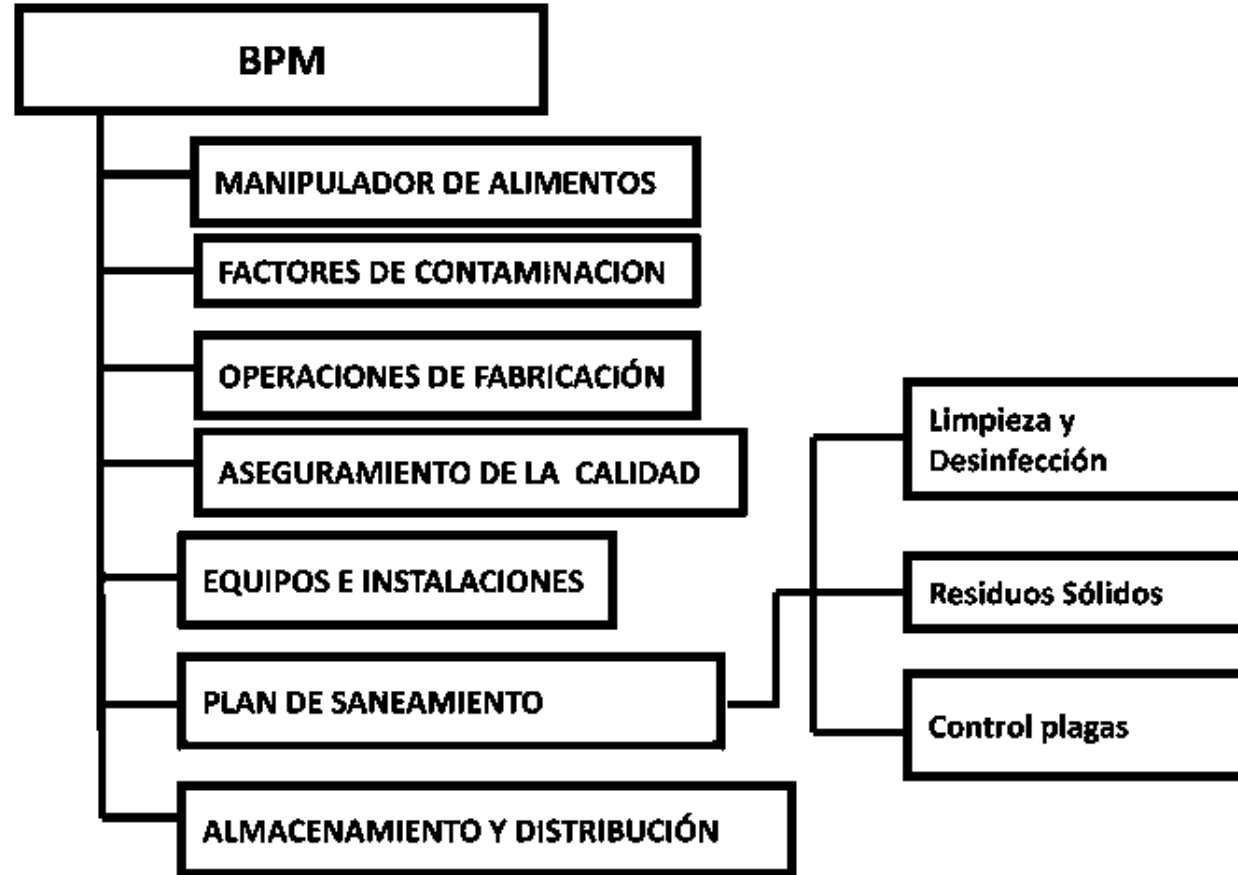 BPM
MANIPULADOR DE ALIMENTOS
FACTORES DE CONTAMINACION
OPERACIONES DE FABRICACIÓN
ASEGURAMIENTO DE LA CALIDAD
EQUIPOS E INSTALACIONES
PLAN DE SANEAMIENTO
ALMACENAMIENTO Y DISTRIBUCIÓN
Limpieza y
Desinfección
Residuos Sólidos
Control plagas